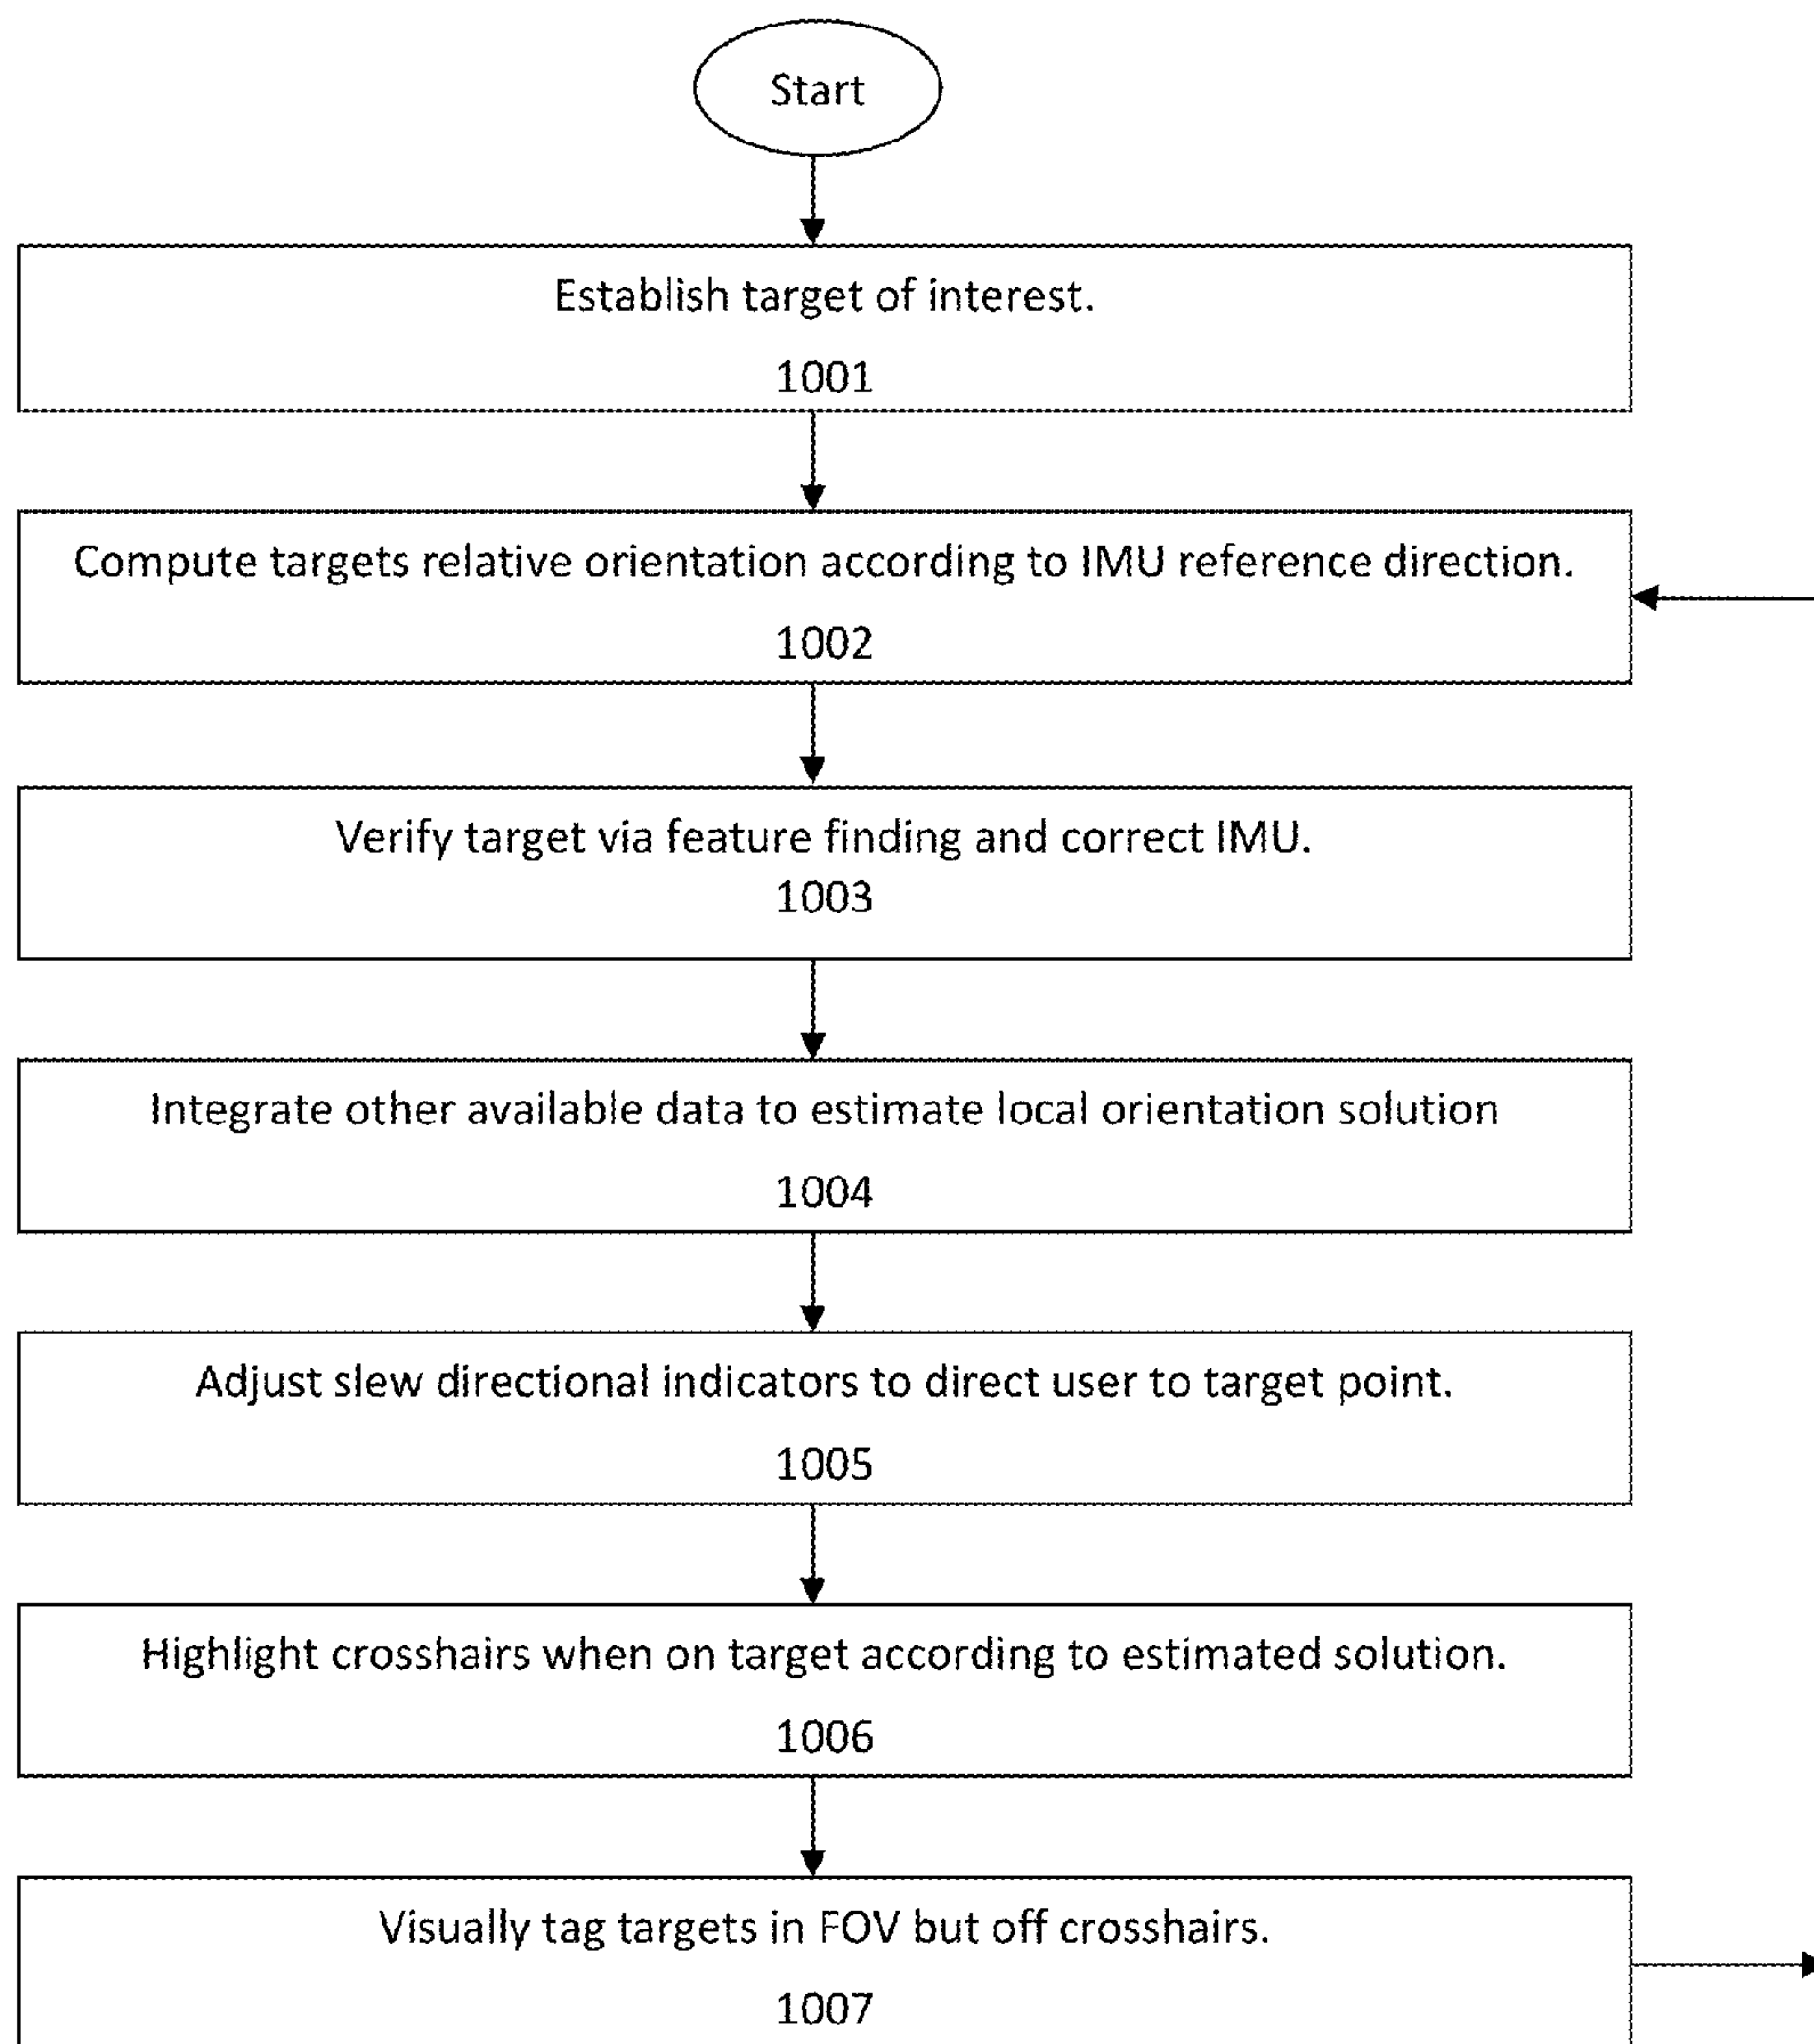 Start
Establish target of interest.
1001
Compute targets relative orientation according to IMU reference direction.
1002
Verify target via feature finding and correct IMU.
1003
Integrate other available data to estimate local orientation solution
1004
Adjust slew directional indicators to direct user to target point.
1005
Highlight crosshairs when on target according to estimated solution.
1006
Visually tag targets in FOV but off crosshairs.
1007